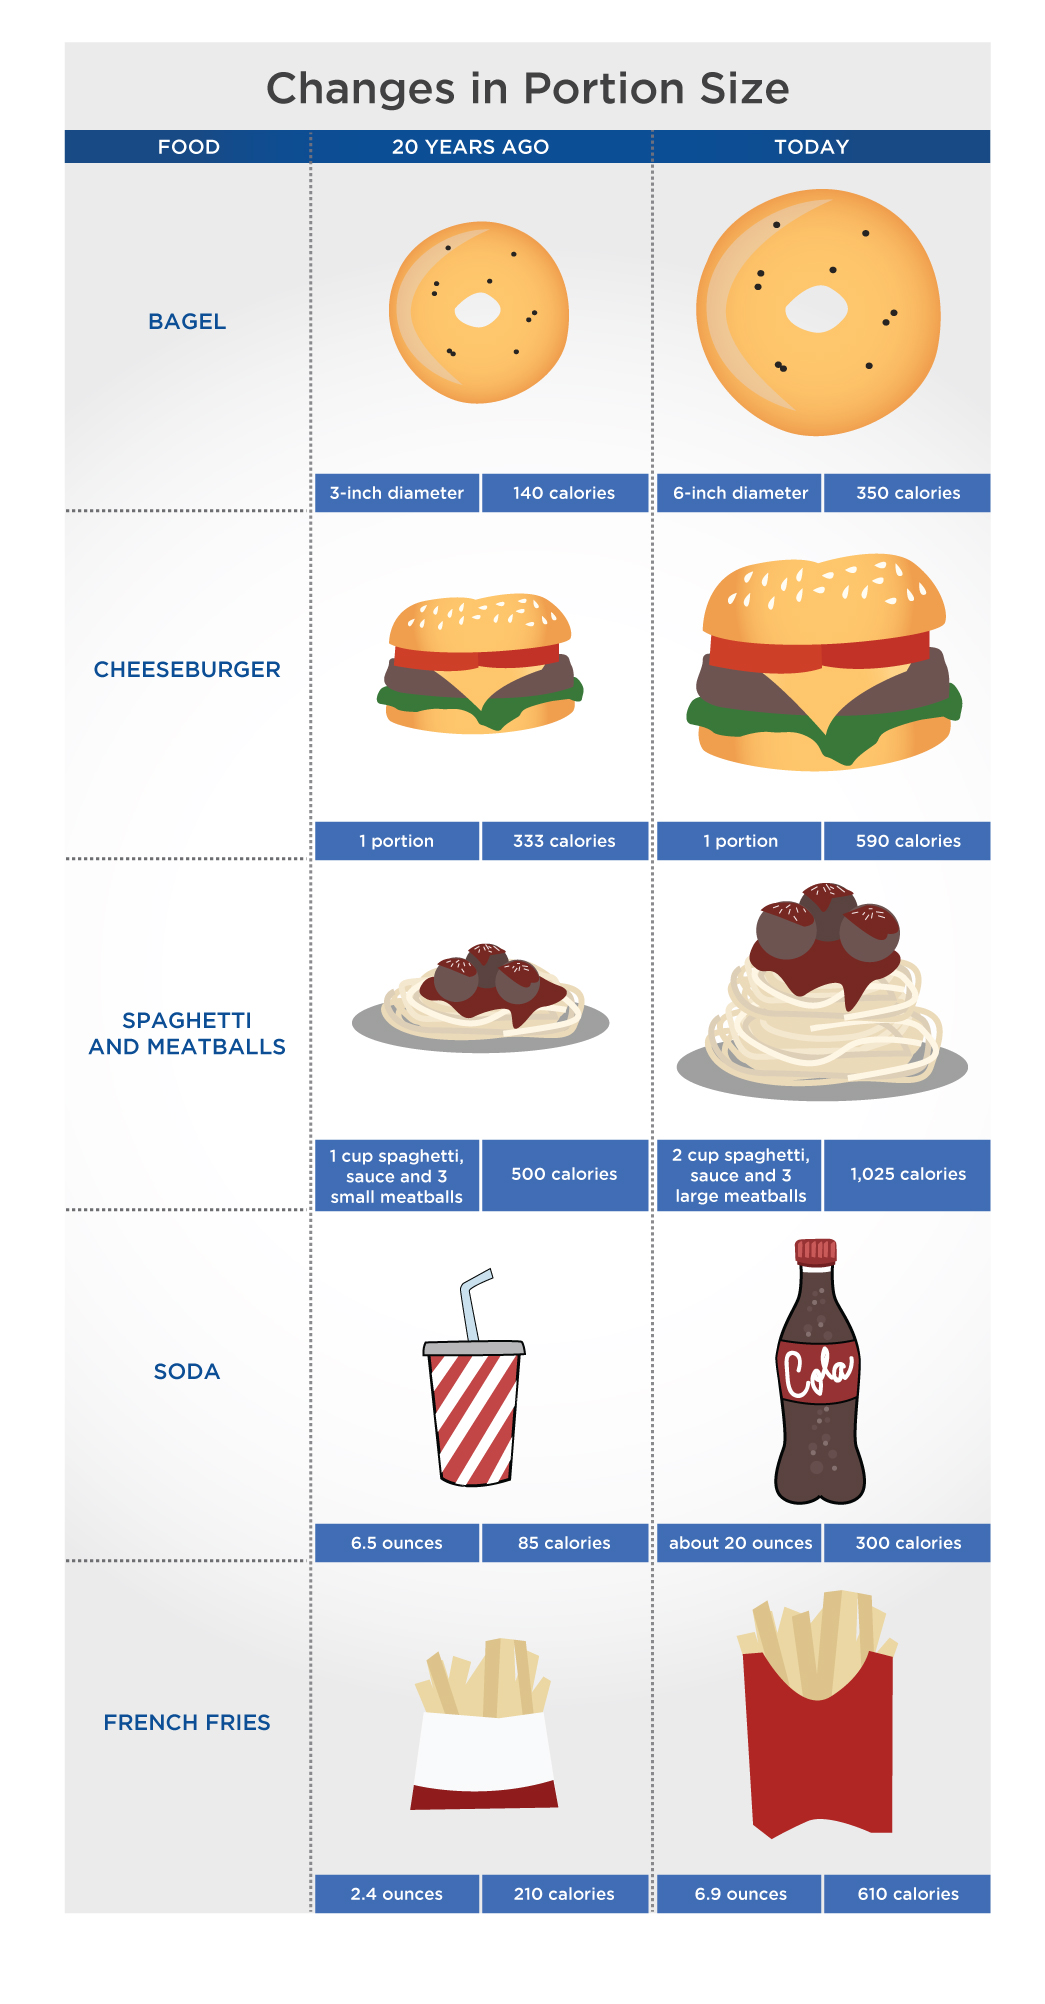 Changes in Portion Size
FOOD
20 YEARS AGO
TODAY
BAGEL
3-inch diameter
140 calories
6-inch diameter
350 calories
CHEESEBURGER
1 portion
333 calories
1 portion
590 calories
SPAGHETTI
AND MEATBALLS
1 cup spaghetti,
sauce and 3
small meatballs
500 calories
2 cup spaghetti,
sauce and 3
large meatballs
1,025 calories
SODA
Cola
6.5 ounces
85 calories
about 20 ounces
300 calories
FRENCH FRIES
2.4 ounces
210 calories
6.9 ounces
610 calories